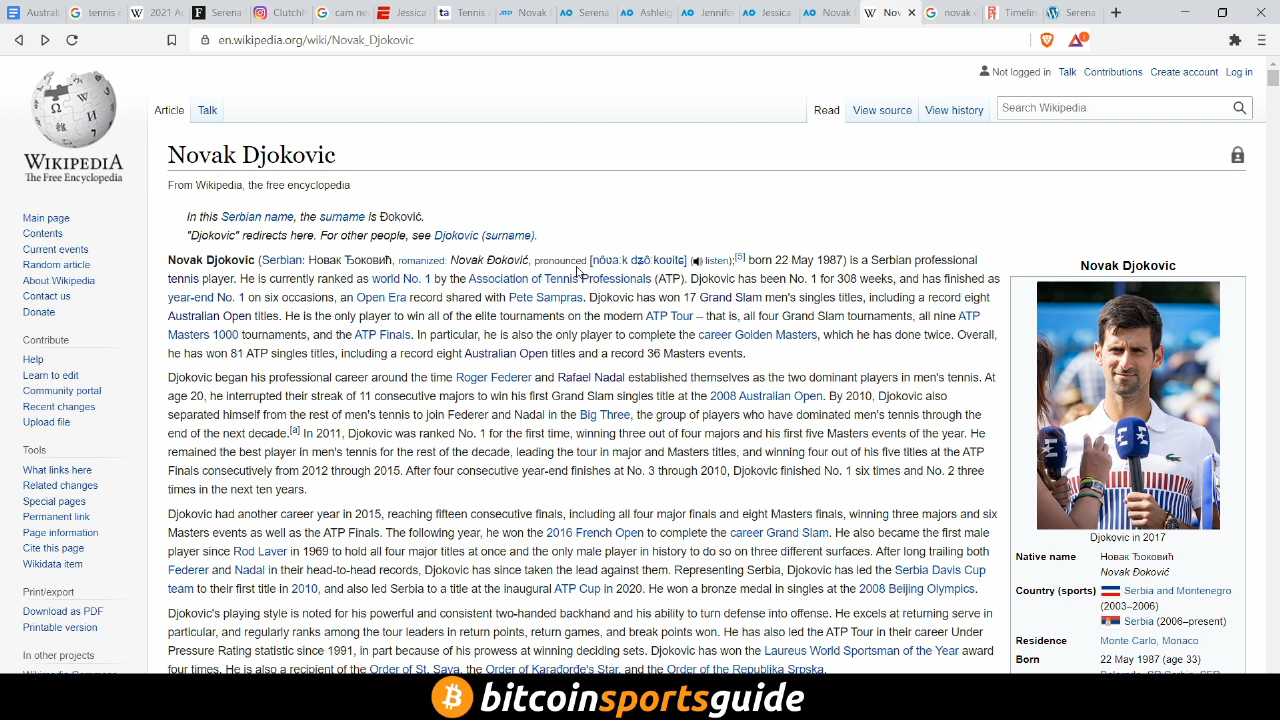 Australi
tennis c
2021 Au
Serena
ClutchP
cam new
Jessica
Tennis A
Novak
Serena
Ashleig
Jennifer
Jessica
Novak
Nov
novak d
Timelin
Serena
en.wikipedia.org/wiki/Novak_Djokovic
Not logged in Talk Contributions Create account Log in
Article Talk Read View source View history Search Wikipedia
WIKIPEDIA
The Free Encyclopedia
Main page
Contents
Current events
Random article
About Wikipedia
Contact us
Donate
Contribute
Help
Learn to edit
Community portal
Recent changes
Upload file
Tools
What links here
Related changes
Special pages
Permanent link
Page information
Cite this page
Wikidata item
Print/export
Download as PDF
Printable version
In other projects
Novak Djokovic
From Wikipedia, the free encyclopedia
In this Serbian name, the surname is Đoković.
"Djokovic" redirects here. For other people, see Djokovic (surname).
Novak Djokovic (Serbian: Новак Ђоковић, romanized: Novak Đoković, pronounced [nôʋaːk dʑôkoʋitɕ] (listen);[5] born 22 May 1987) is a Serbian professional
tennis player. He is currently ranked as world No. 1 by the Association of Tennis Professionals (ATP). Djokovic has been No. 1 for 308 weeks, and has finished as
year-end No. 1 on six occasions, an Open Era record shared with Pete Sampras. Djokovic has won 17 Grand Slam men's singles titles, including a record eight
Australian Open titles. He is the only player to win all of the elite tournaments on the modern ATP Tour – that is, all four Grand Slam tournaments, all nine ATP
Masters 1000 tournaments, and the ATP Finals. In particular, he is also the only player to complete the career Golden Masters, which he has done twice. Overall,
he has won 81 ATP singles titles, including a record eight Australian Open titles and a record 36 Masters events.
Djokovic began his professional career around the time Roger Federer and Rafael Nadal established themselves as the two dominant players in men's tennis. At
age 20, he interrupted their streak of 11 consecutive majors to win his first Grand Slam singles title at the 2008 Australian Open. By 2010, Djokovic also
separated himself from the rest of men's tennis to join Federer and Nadal in the Big Three, the group of players who have dominated men's tennis through the
end of the next decade.[a] In 2011, Djokovic was ranked No. 1 for the first time, winning three out of four majors and his first five Masters events of the year. He
remained the best player in men's tennis for the rest of the decade, leading the tour in major and Masters titles, and winning four out of his five titles at the ATP
Finals consecutively from 2012 through 2015. After four consecutive year-end finishes at No. 3 through 2010, Djokovic finished No. 1 six times and No. 2 three
times in the next ten years.
Djokovic had another career year in 2015, reaching fifteen consecutive finals, including all four major finals and eight Masters finals, winning three majors and six
Masters events as well as the ATP Finals. The following year, he won the 2016 French Open to complete the career Grand Slam. He also became the first male
player since Rod Laver in 1969 to hold all four major titles at once and the only male player in history to do so on three different surfaces. After long trailing both
Federer and Nadal in their head-to-head records, Djokovic has since taken the lead against them. Representing Serbia, Djokovic has led the Serbia Davis Cup
team to their first title in 2010, and also led Serbia to a title at the inaugural ATP Cup in 2020. He won a bronze medal in singles at the 2008 Beijing Olympics.
Djokovic's playing style is noted for his powerful and consistent two-handed backhand and his ability to turn defense into offense. He excels at returning serve in
particular, and regularly ranks among the tour leaders in return points, return games, and break points won. He has also led the ATP Tour in their career Under
Pressure Rating statistic since 1991, in part because of his prowess at winning deciding sets. Djokovic has won the Laureus World Sportsman of the Year award
four times. He is also a recipient of the Order of St. Sava, the Order of Karađorđe's Star, and the Order of the Republika Srpska.
Novak Djokovic
Djokovic in 2017
Native name Новак Ђоковић
Novak Đoković
Country (sports) Serbia and Montenegro
(2003–2006)
Serbia (2006–present)
Residence Monte Carlo, Monaco
Born 22 May 1987 (age 33)
bitcoinsportsguide